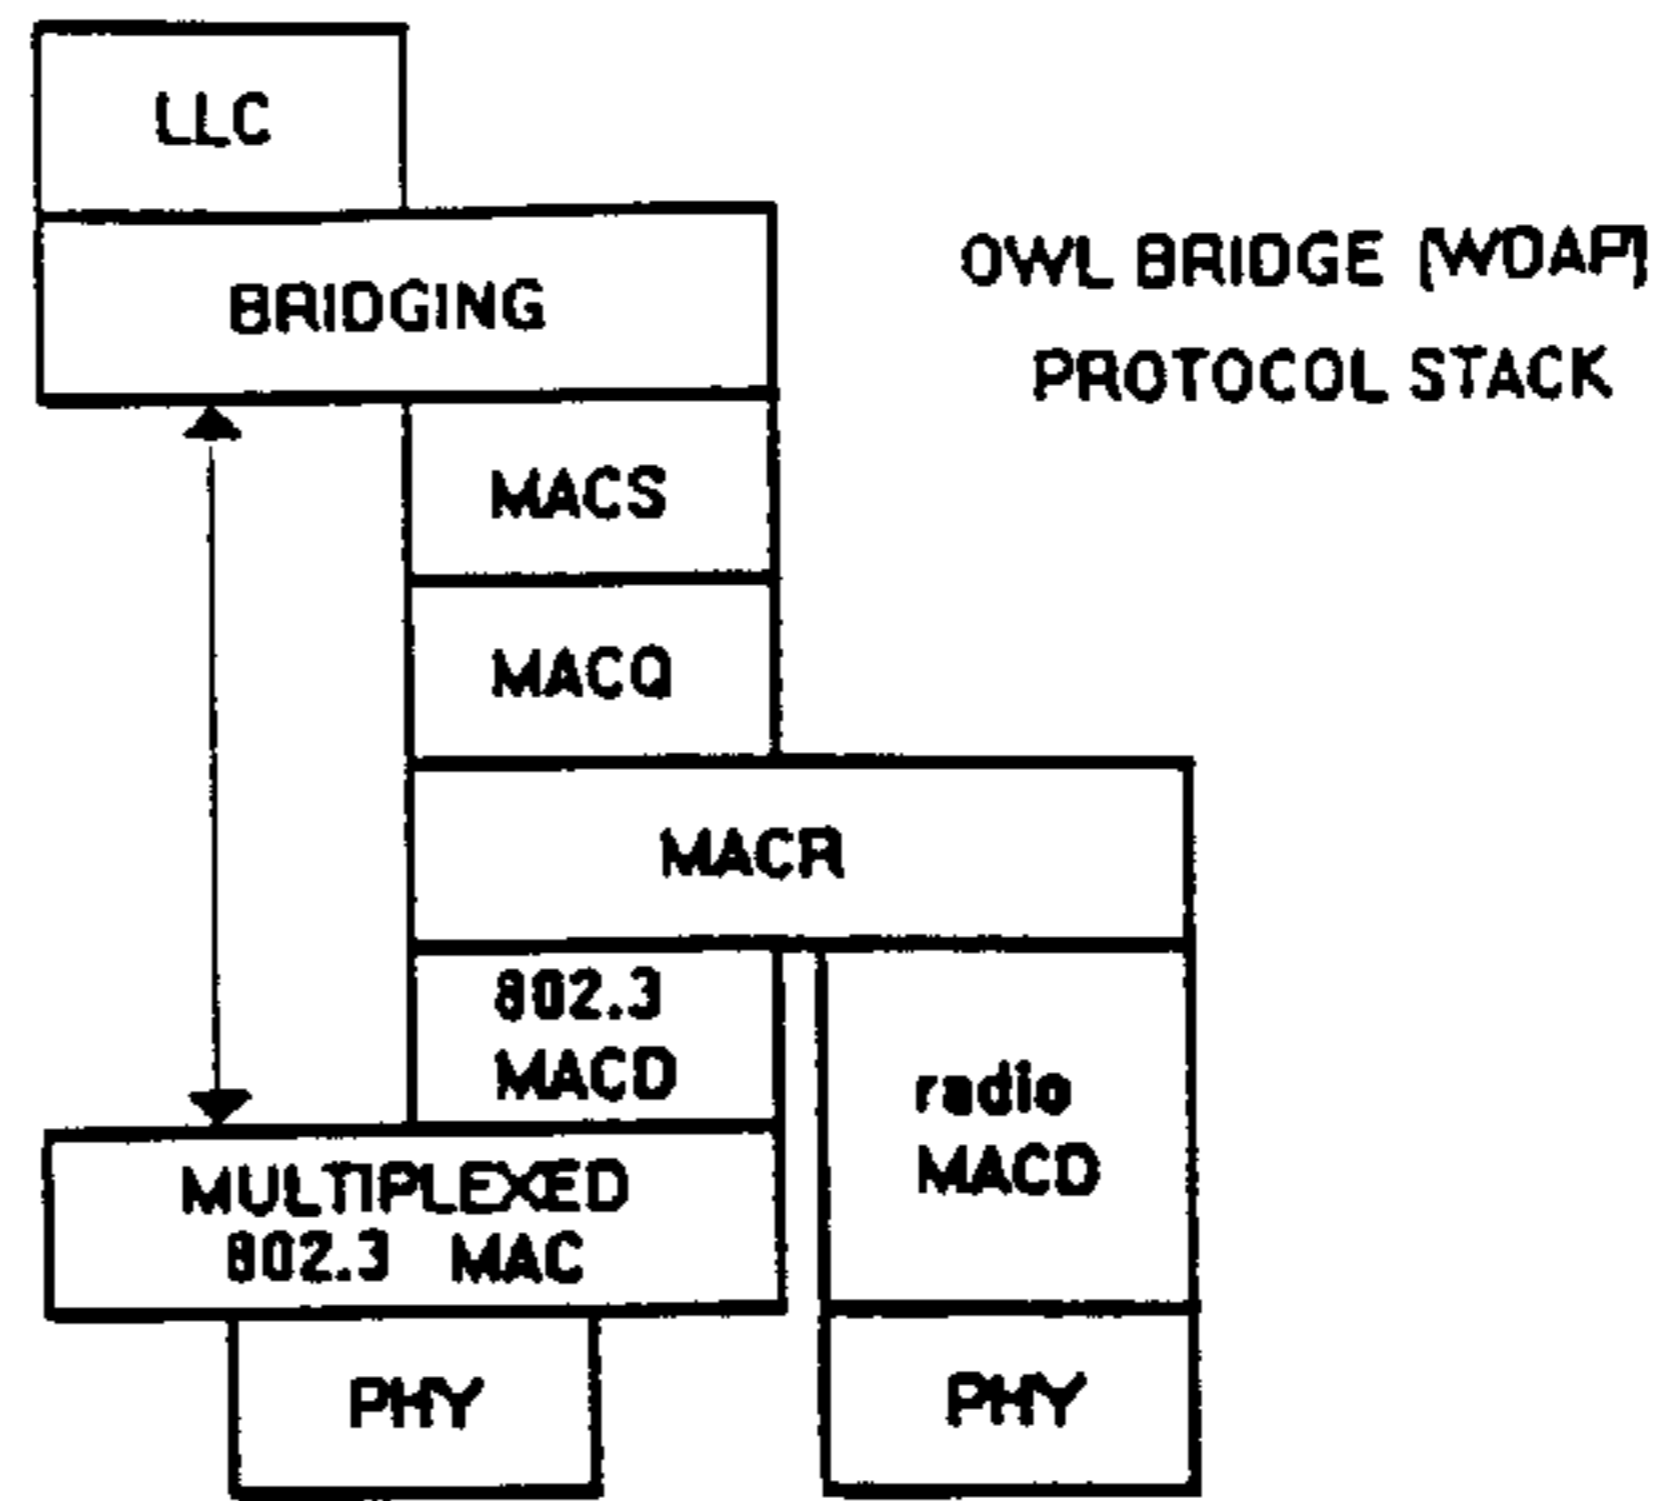 LLC
BRIDGING
OWL BRIDGE (WDAP)
PROTOCOL STACK
MACS
MACQ
MACR
802.3
MACD
radio
MACD
MULTIPLEXED
802.3 MAC
PHY
PHY